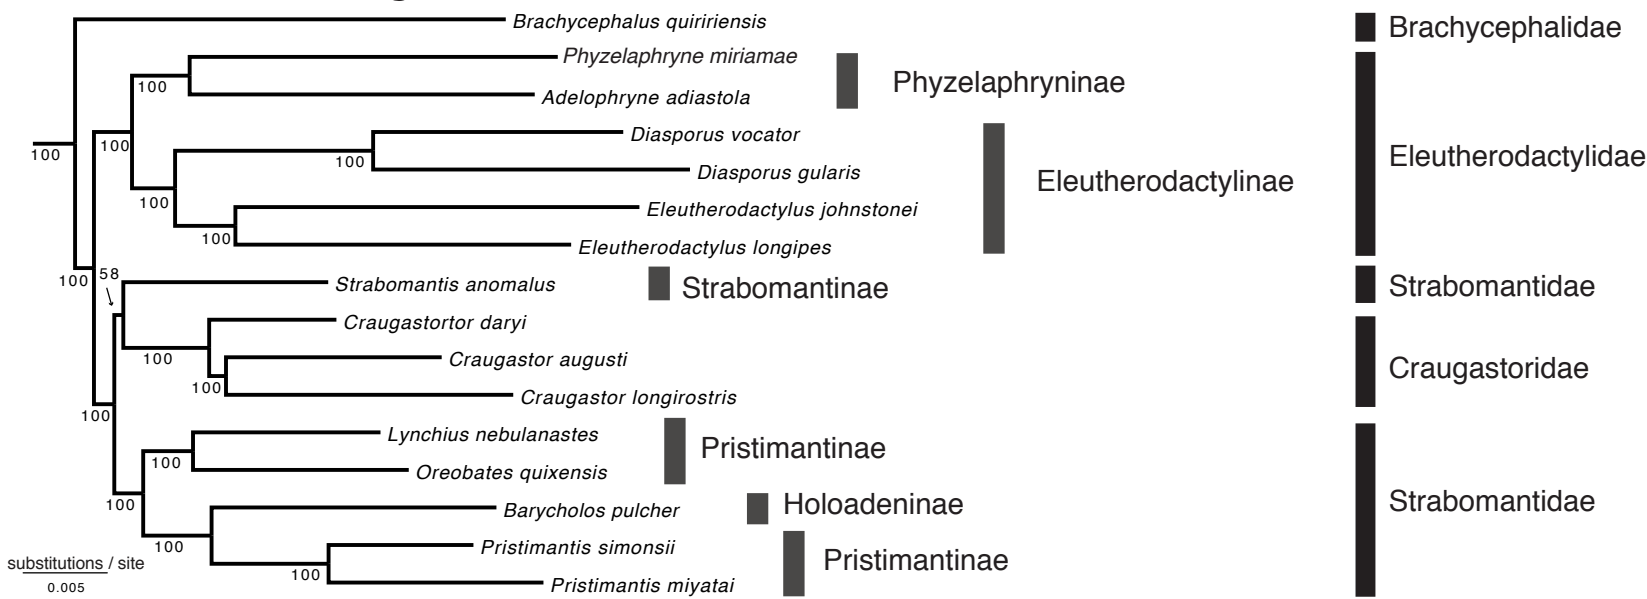 Brachycephalus quiririensis
Brachycephalidae
Phyzelaphryne miriamae
100
Phyzelaphryninae
Adelophryne adiastola
Diasporus vocator
100
100
100
Eleutherodactylidae
Diasporus gularis
Eleutherodactylinae
100
Eleutherodactylus johnstonei
100
Eleutherodactylus longipes
100
58
Strabomantis anomalus
Strabomantinae
Strabomantidae
Craugastortor daryi
100
Craugastor augusti
Craugastoridae
100
Craugastor longirostris
100
Lynchius nebulanastes
Pristimantinae
100
Oreobates quixensis
100
Barycholos pulcher
Holoadeninae
Strabomantidae
100
Pristimantis simonsii
Pristimantinae
100
Pristimantis miyatai
substitutions / site
0.005